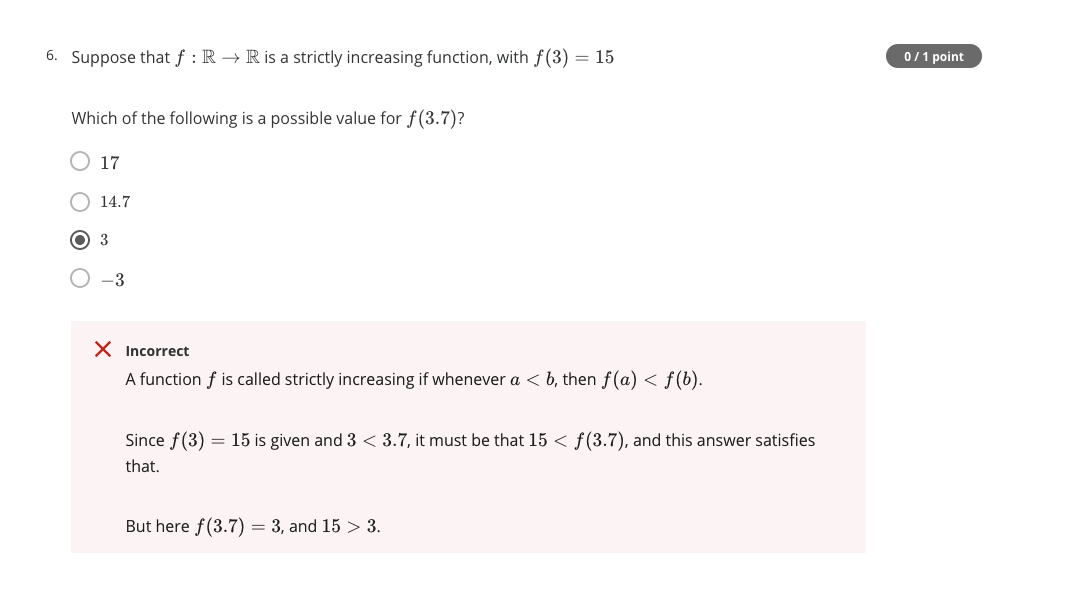 6. Suppose that f : ℝ → ℝ is a strictly increasing function, with f(3) = 15
0 / 1 point
Which of the following is a possible value for f(3.7)?
17
14.7
3
−3
Incorrect
A function f is called strictly increasing if whenever a < b, then f(a) < f(b).
Since f(3) = 15 is given and 3 < 3.7, it must be that 15 < f(3.7), and this answer satisfies
that.
But here f(3.7) = 3, and 15 > 3.